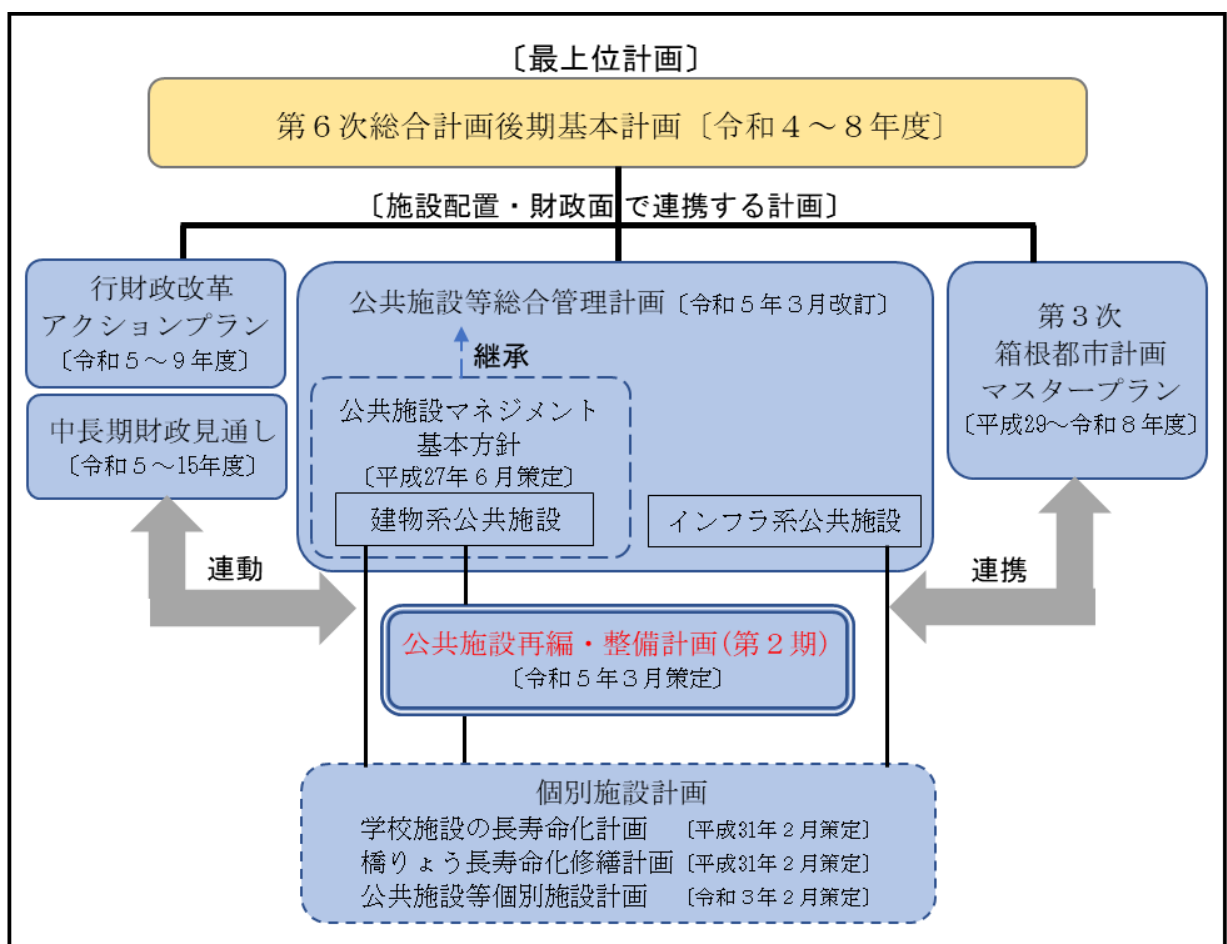 〔最上位計画〕
第６次総合計画後期基本計画〔令和４～８年度〕
〔施設配置・財政面で連携する計画〕
行財政改革
アクションプラン
〔令和５～９年度〕
中長期財政見通し
〔令和５～15年度〕
公共施設等総合管理計画〔令和５年３月改訂〕
継承
公共施設マネジメント
基本方針
〔平成27年６月策定〕
建物系公共施設
インフラ系公共施設
第３次
箱根都市計画
マスタープラン
〔平成29～令和８年度〕
連動
連携
公共施設再編・整備計画(第２期)
〔令和５年３月策定〕
個別施設計画
学校施設の長寿命化計画　〔平成31年２月策定〕
橋りょう長寿命化修繕計画〔平成31年２月策定〕
公共施設等個別施設計画　〔令和３年２月策定〕